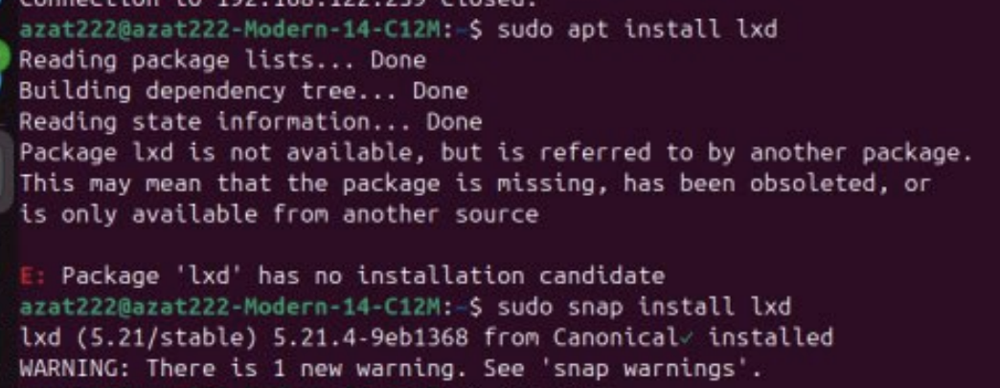 Connection to 192.168.122.239 closed.
azat222@azat222-Modern-14-C12M:~$ sudo apt install lxd
Reading package lists... Done
Building dependency tree... Done
Reading state information... Done
Package lxd is not available, but is referred to by another package.
This may mean that the package is missing, has been obsoleted, or
is only available from another source
E: Package 'lxd' has no installation candidate
azat222@azat222-Modern-14-C12M:~$ sudo snap install lxd
lxd (5.21/stable) 5.21.4-9eb1368 from Canonical✓ installed
WARNING: There is 1 new warning. See 'snap warnings'.